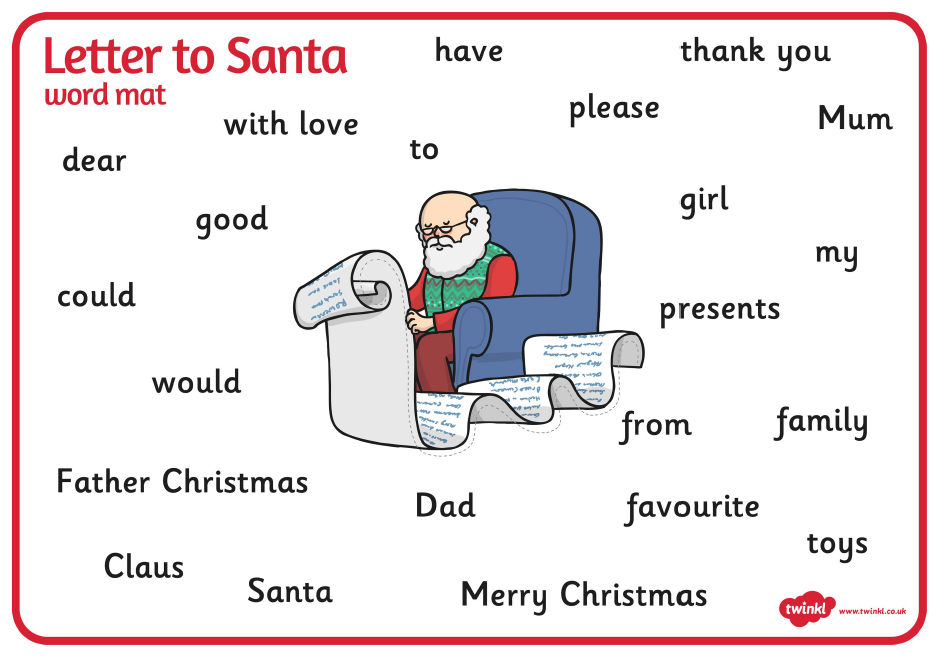 Letter to Santa
word mat
have
thank you
please
Mum
with love
to
dear
girl
good
my
could
presents
would
from
family
Father Christmas
Dad
favourite
toys
Claus
Santa
Merry Christmas
twinkl
www.twinkl.co.uk